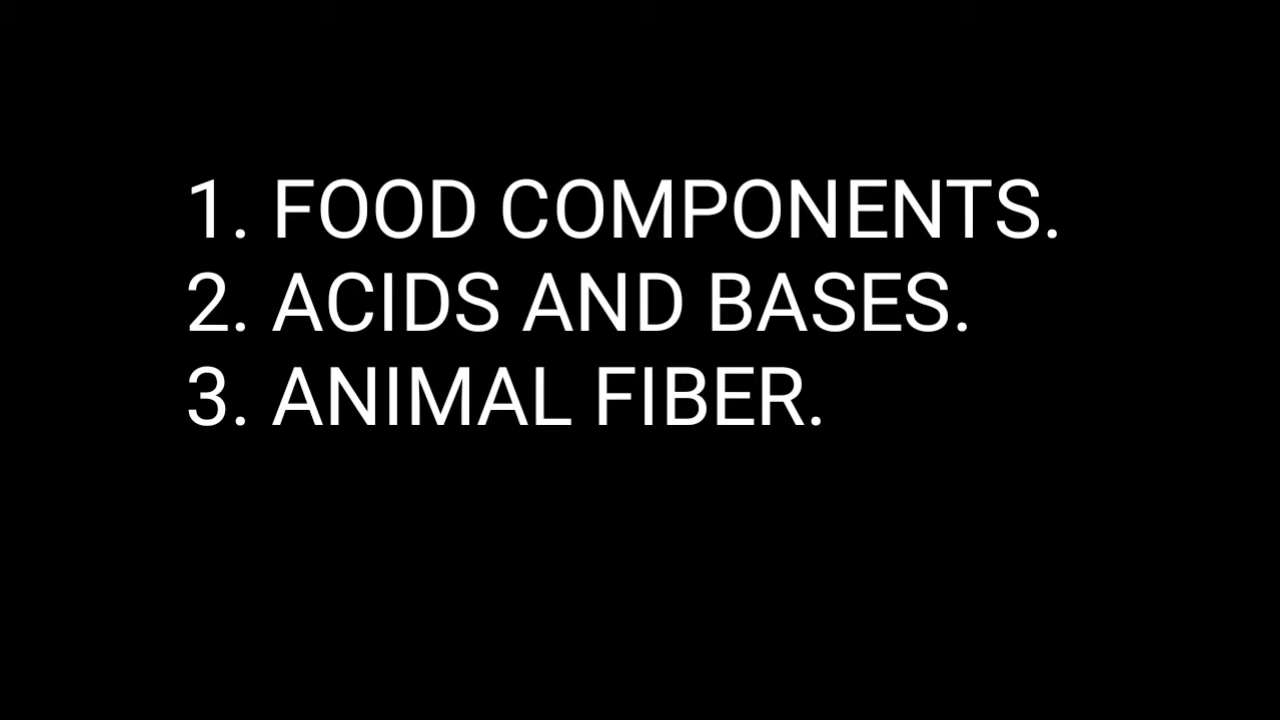 1. FOOD COMPONENTS.
2. ACIDS AND BASES.
3. ANIMAL FIBER.